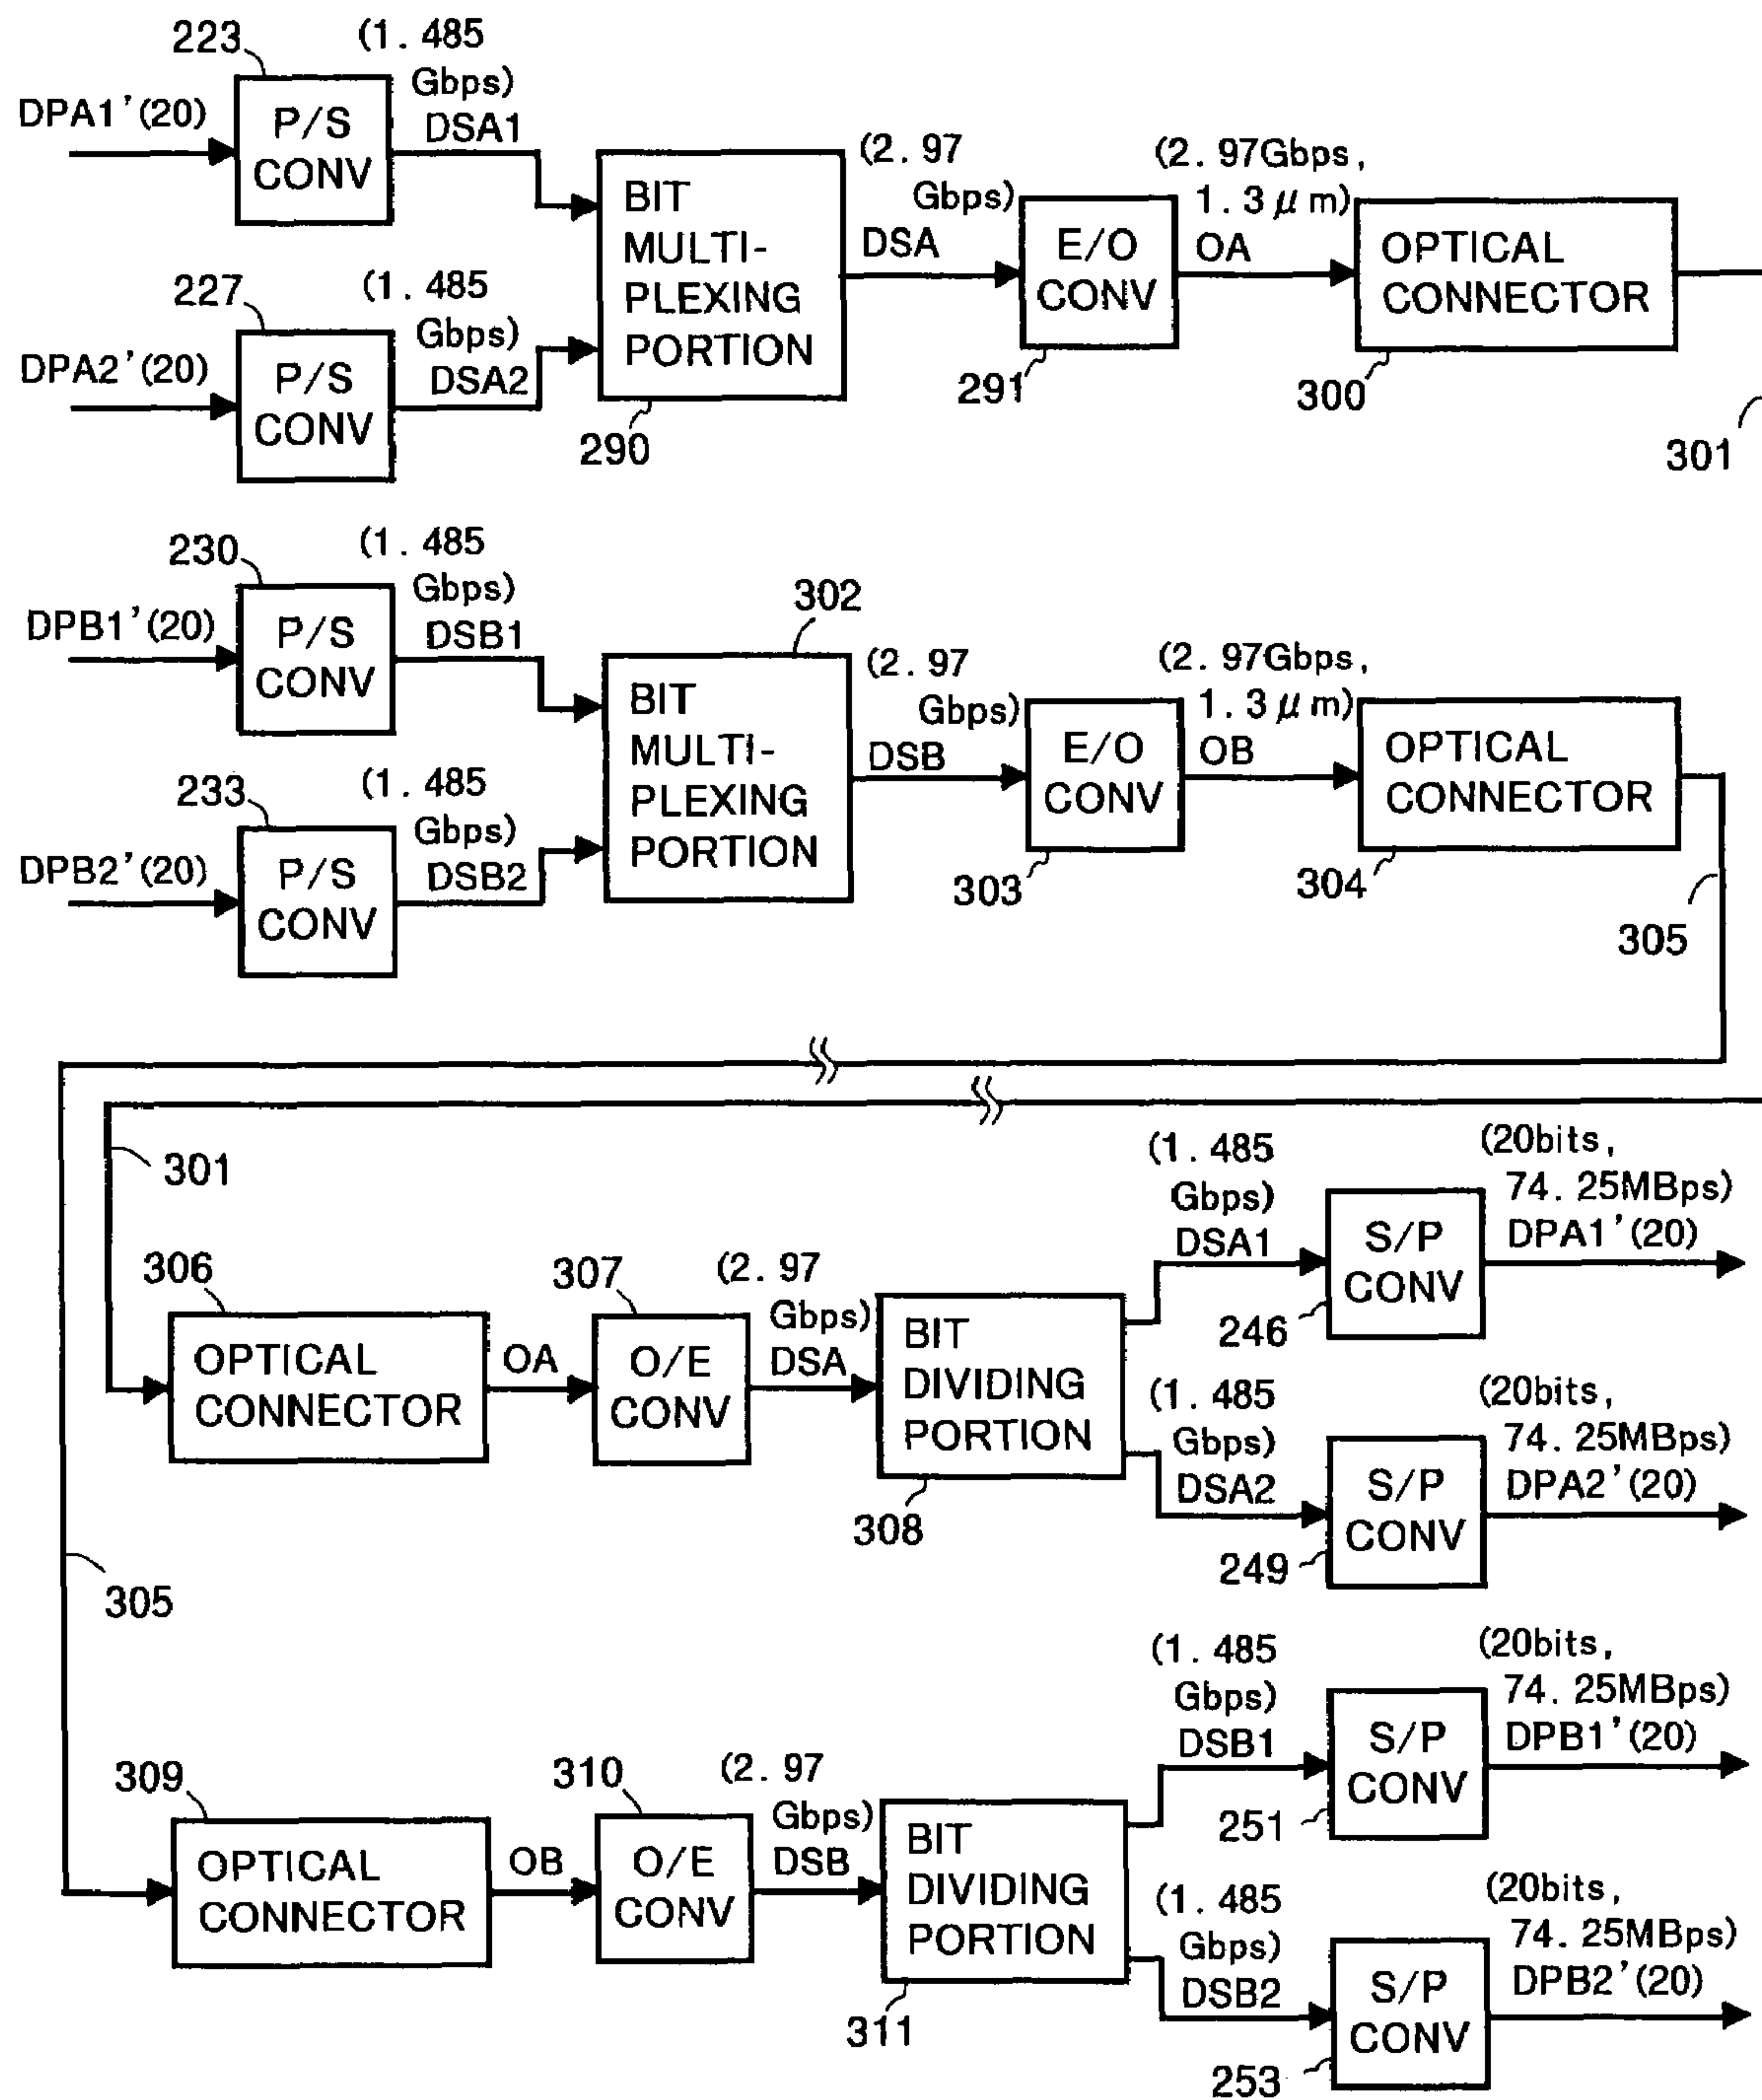 223
(1. 485
Gbps)
DPA1'(20)
P/S
CONV
DSA1
227
(1. 485
Gbps)
DPA2'(20)
P/S
CONV
DSA2
BIT
MULTI-
PLEXING
PORTION
290
(2. 97
Gbps)
DSA
E/O
CONV
291
(2. 97Gbps,
1. 3 μm)
OA
OPTICAL
CONNECTOR
300
301
230
(1. 485
Gbps)
DPB1'(20)
P/S
CONV
DSB1
233
(1. 485
Gbps)
DPB2'(20)
P/S
CONV
DSB2
302
BIT
MULTI-
PLEXING
PORTION
(2. 97
Gbps)
DSB
E/O
CONV
303
(2. 97Gbps,
1. 3 μm)
OB
OPTICAL
CONNECTOR
304
305
301
306
OPTICAL
CONNECTOR
OA
307
O/E
CONV
(2. 97
Gbps)
DSA
BIT
DIVIDING
PORTION
308
(1. 485
Gbps)
DSA1
S/P
CONV
246
(20bits,
74. 25MBps)
DPA1'(20)
(1. 485
Gbps)
DSA2
S/P
CONV
249
(20bits,
74. 25MBps)
DPA2'(20)
305
309
OPTICAL
CONNECTOR
OB
310
O/E
CONV
(2. 97
Gbps)
DSB
BIT
DIVIDING
PORTION
311
(1. 485
Gbps)
DSB1
S/P
CONV
251
(20bits,
74. 25MBps)
DPB1'(20)
(1. 485
Gbps)
DSB2
S/P
CONV
253
(20bits,
74. 25MBps)
DPB2'(20)